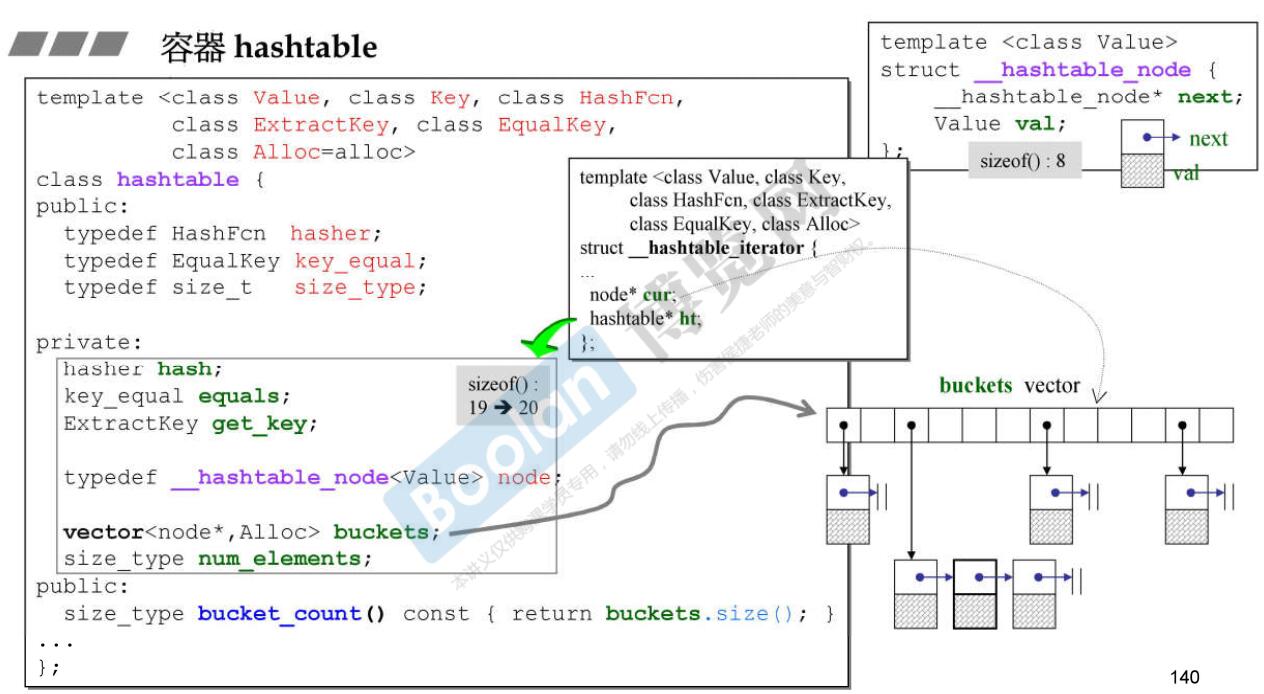 容器 hashtable
template <class Value, class Key, class HashFcn,
class ExtractKey, class EqualKey,
class Alloc=alloc>
class hashtable {
public:
typedef HashFcn hasher;
typedef EqualKey key_equal;
typedef size_t size_type;
private:
hasher hash;
key_equal equals;
ExtractKey get_key;
typedef __hashtable_node<Value> node;
vector<node*,Alloc> buckets;
size_type num_elements;
public:
size_type bucket_count() const { return buckets.size(); }
...
};
sizeof() :
19 ➔ 20
template <class Value, class Key,
class HashFcn, class ExtractKey,
class EqualKey, class Alloc>
struct __hashtable_iterator {
...
node* cur;
hashtable* ht;
};
template <class Value>
struct __hashtable_node {
__hashtable_node* next;
Value val;
};
sizeof() : 8
next
val
buckets vector
Boolan
博览网
本讲义仅供购课学员专用，请勿线上传播，伤害侯捷老师的美意与智财权。
140